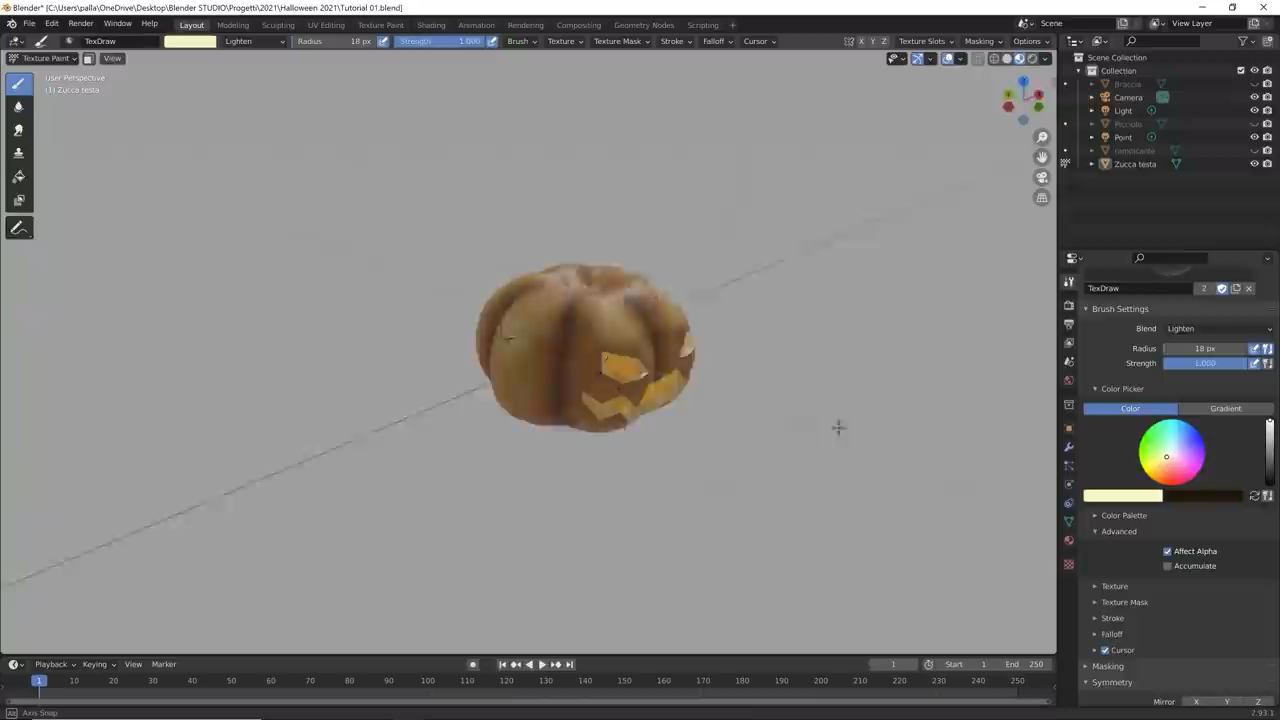 Blender* [C:\Users\palla\OneDrive\Desktop\Blender STUDIO\Progetti\2021\Halloween 2021\Tutorial 01.blend]
File Edit Render Window Help Layout Modeling Sculpting UV Editing Texture Paint Shading Animation Rendering Compositing Geometry Nodes Scripting + Scene View Layer
TexDraw Lighten Radius 18 px Strength 1.000 Brush Texture Texture Mask Stroke Falloff Cursor X Y Z Texture Slots Masking Options
Texture Paint View
User Perspective
(1) Zucca testa
Scene Collection
Collection
Braccia
Camera
Light
Piccolo
Point
rampicante
Zucca testa
TexDraw 2
Brush Settings
Blend Lighten
Radius 18 px
Strength 1.000
Color Picker
Color Gradient
Color Palette
Advanced
Affect Alpha
Accumulate
Texture
Texture Mask
Stroke
Falloff
Cursor
Masking
Symmetry
Mirror X Y Z
Playback Keying View Marker 1 Start 1 End 250
1 10 20 30 40 50 60 70 80 90 100 110 120 130 140 150 160 170 180 190 200 210 220 230 240 250
Alt Axis Snap 2.93.1